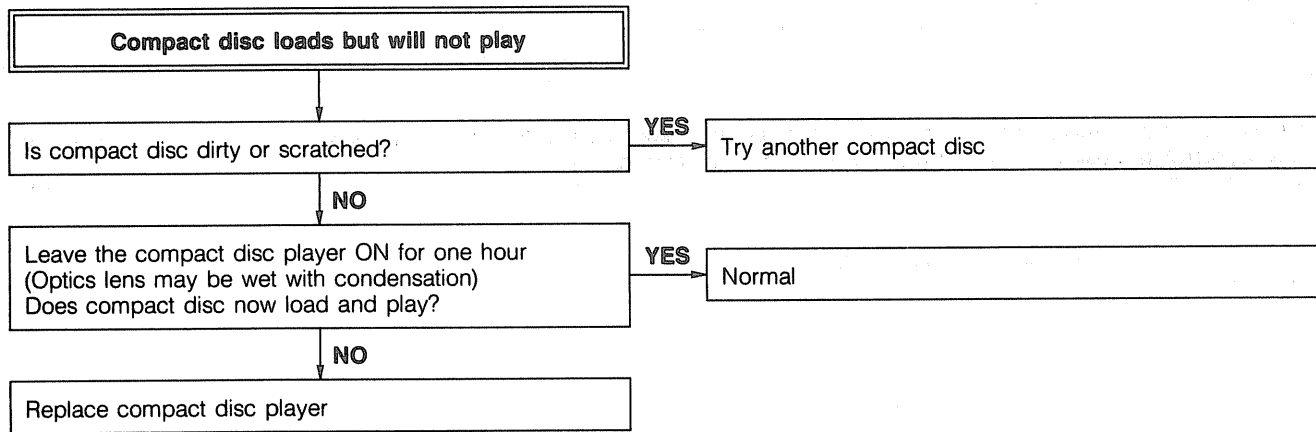 Compact disc loads but will not play
Is compact disc dirty or scratched?
YES
Try another compact disc
NO
Leave the compact disc player ON for one hour
(Optics lens may be wet with condensation)
Does compact disc now load and play?
YES
Normal
NO
Replace compact disc player